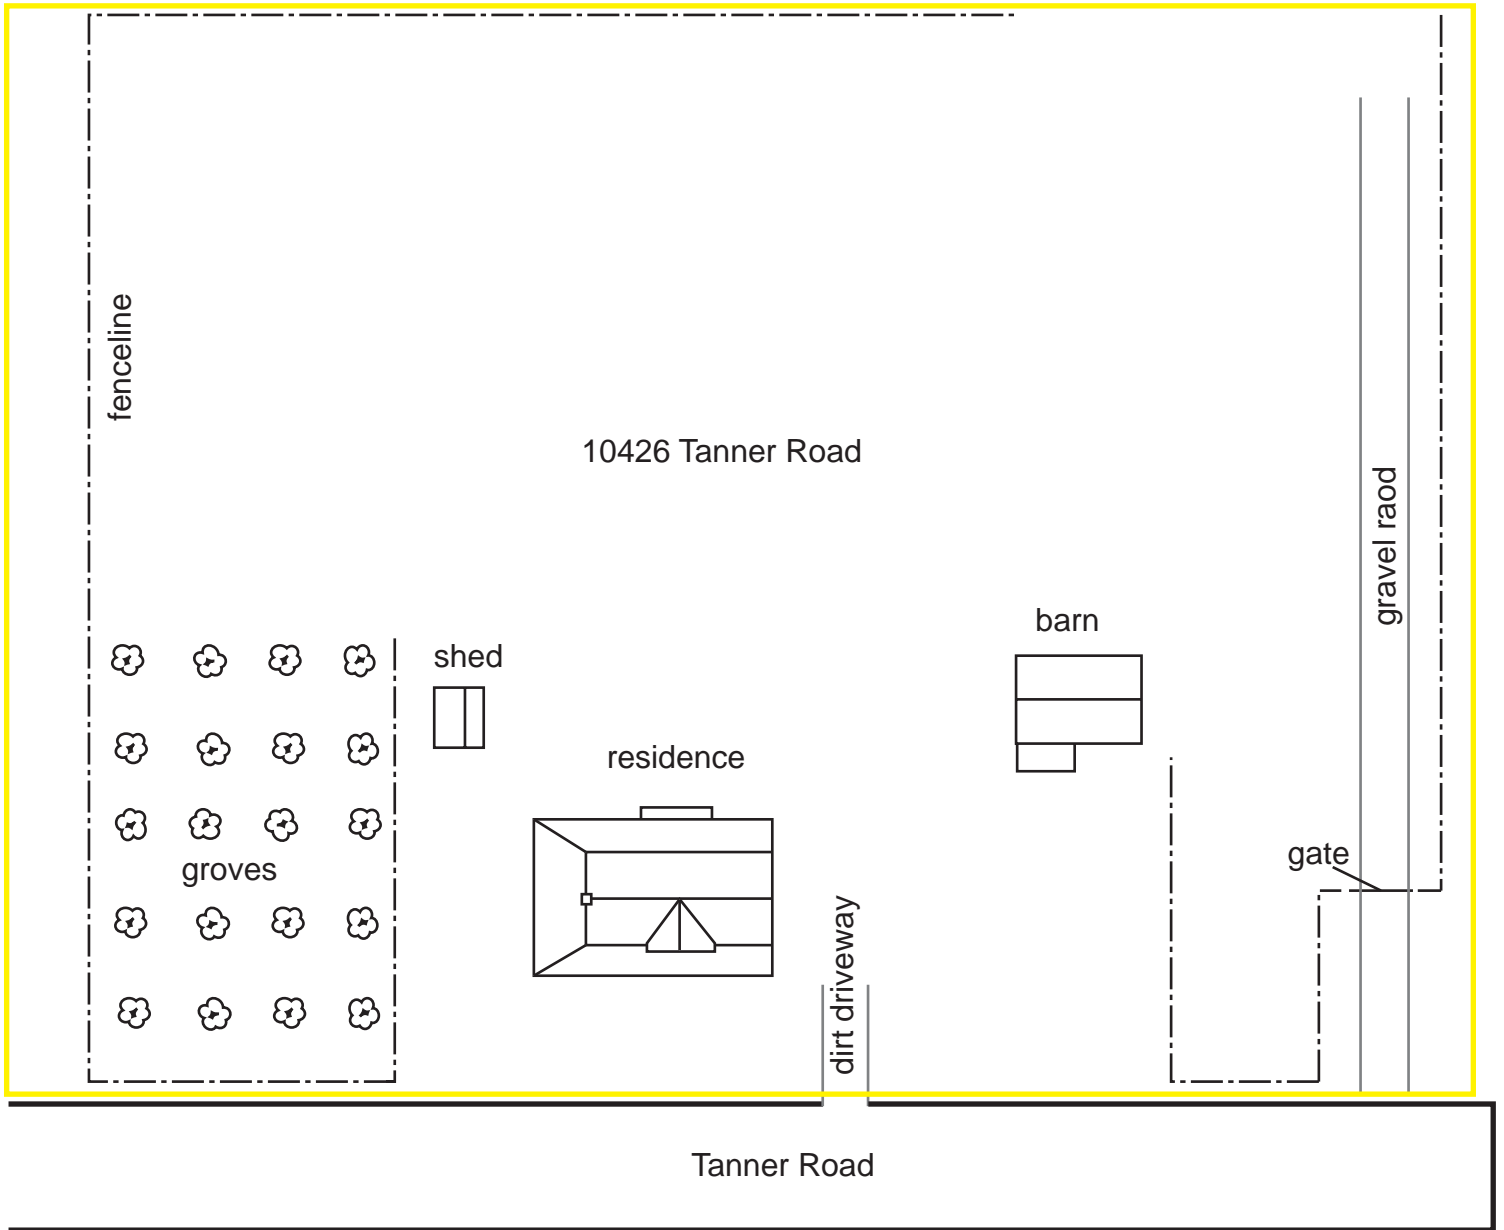 fenceline
10426 Tanner Road
gravel raod
barn
shed
residence
gate
groves
dirt driveway
Tanner Road